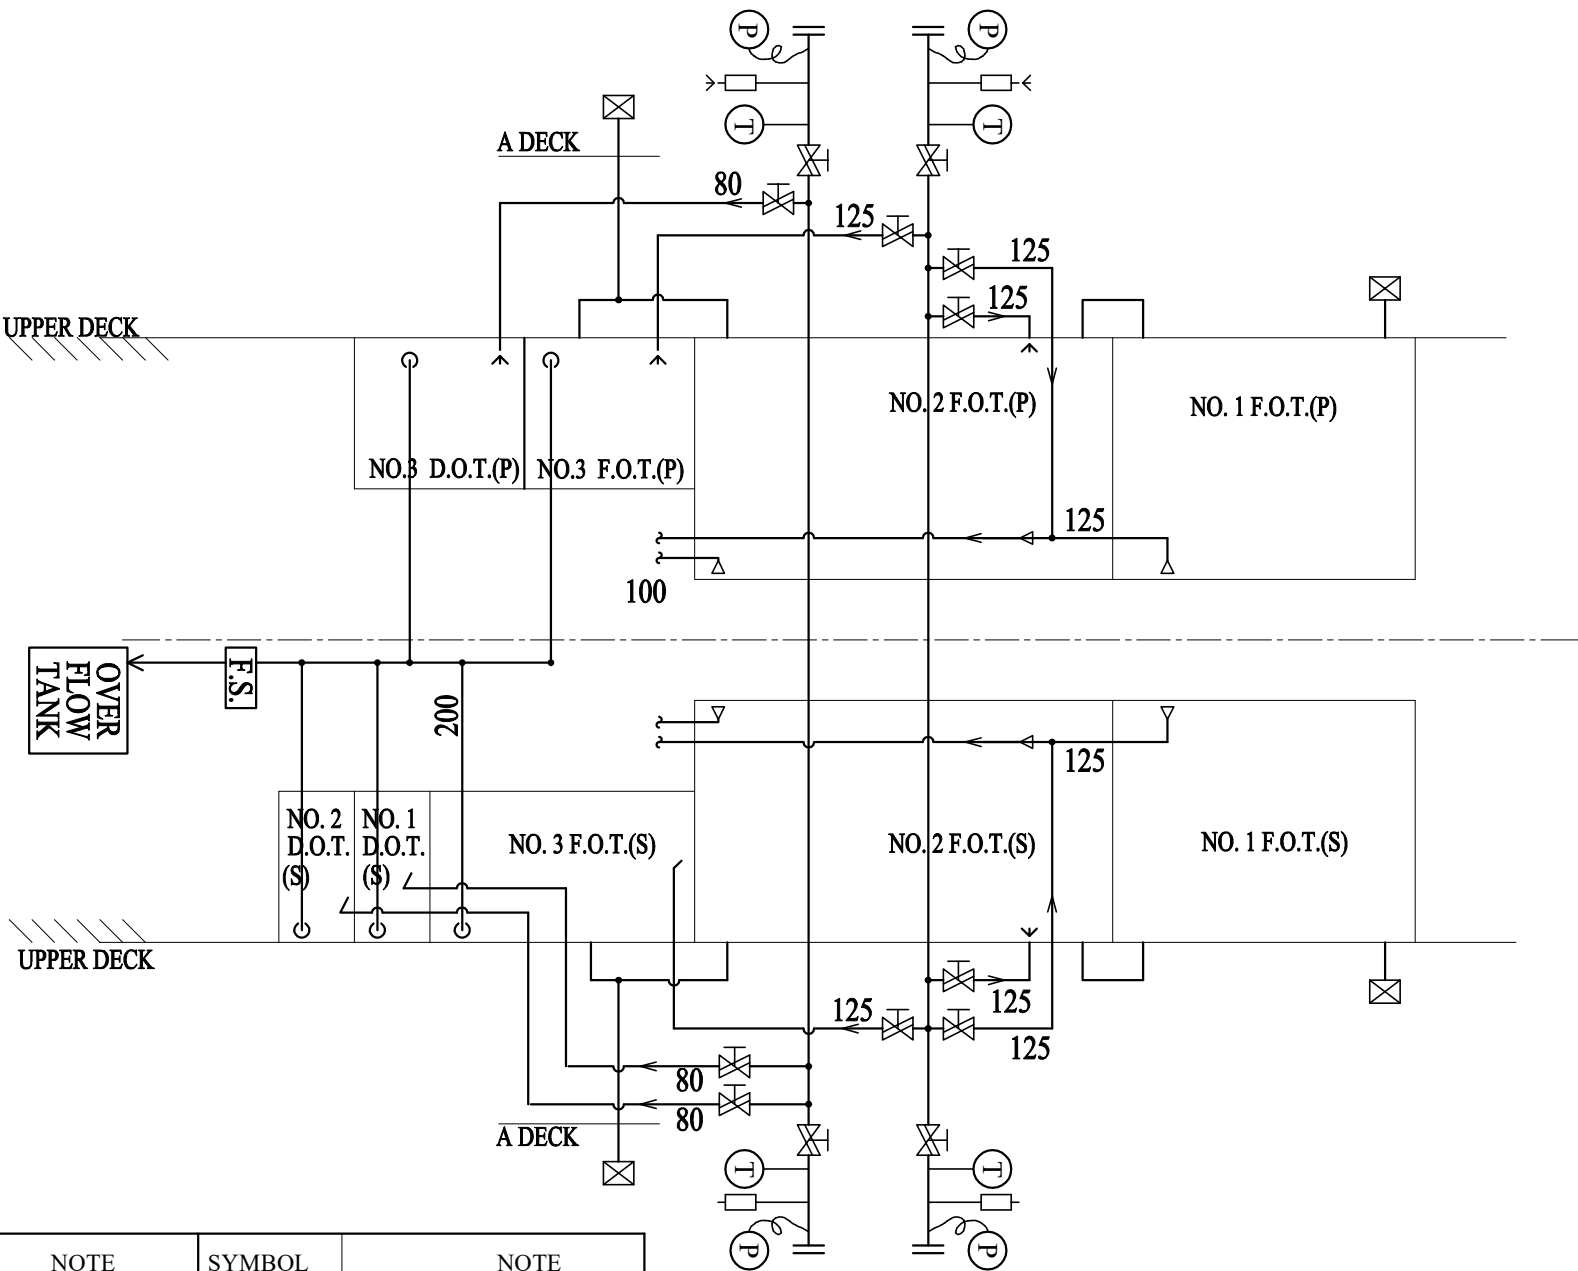 P
P
T
T
A DECK
80
125
125
125
UPPER DECK
NO. 2 F.O.T.(P)
NO. 1 F.O.T.(P)
NO.3 D.O.T.(P)
NO.3 F.O.T.(P)
125
100
OVER
FLOW
TANK
F.S.
200
125
NO. 2
D.O.T.
(S)
NO. 1
D.O.T.
(S)
NO. 3 F.O.T.(S)
NO. 2 F.O.T.(S)
NO. 1 F.O.T.(S)
UPPER DECK
125
125
125
80
80
A DECK
T
T
P
P
NOTE
SYMBOL
NOTE